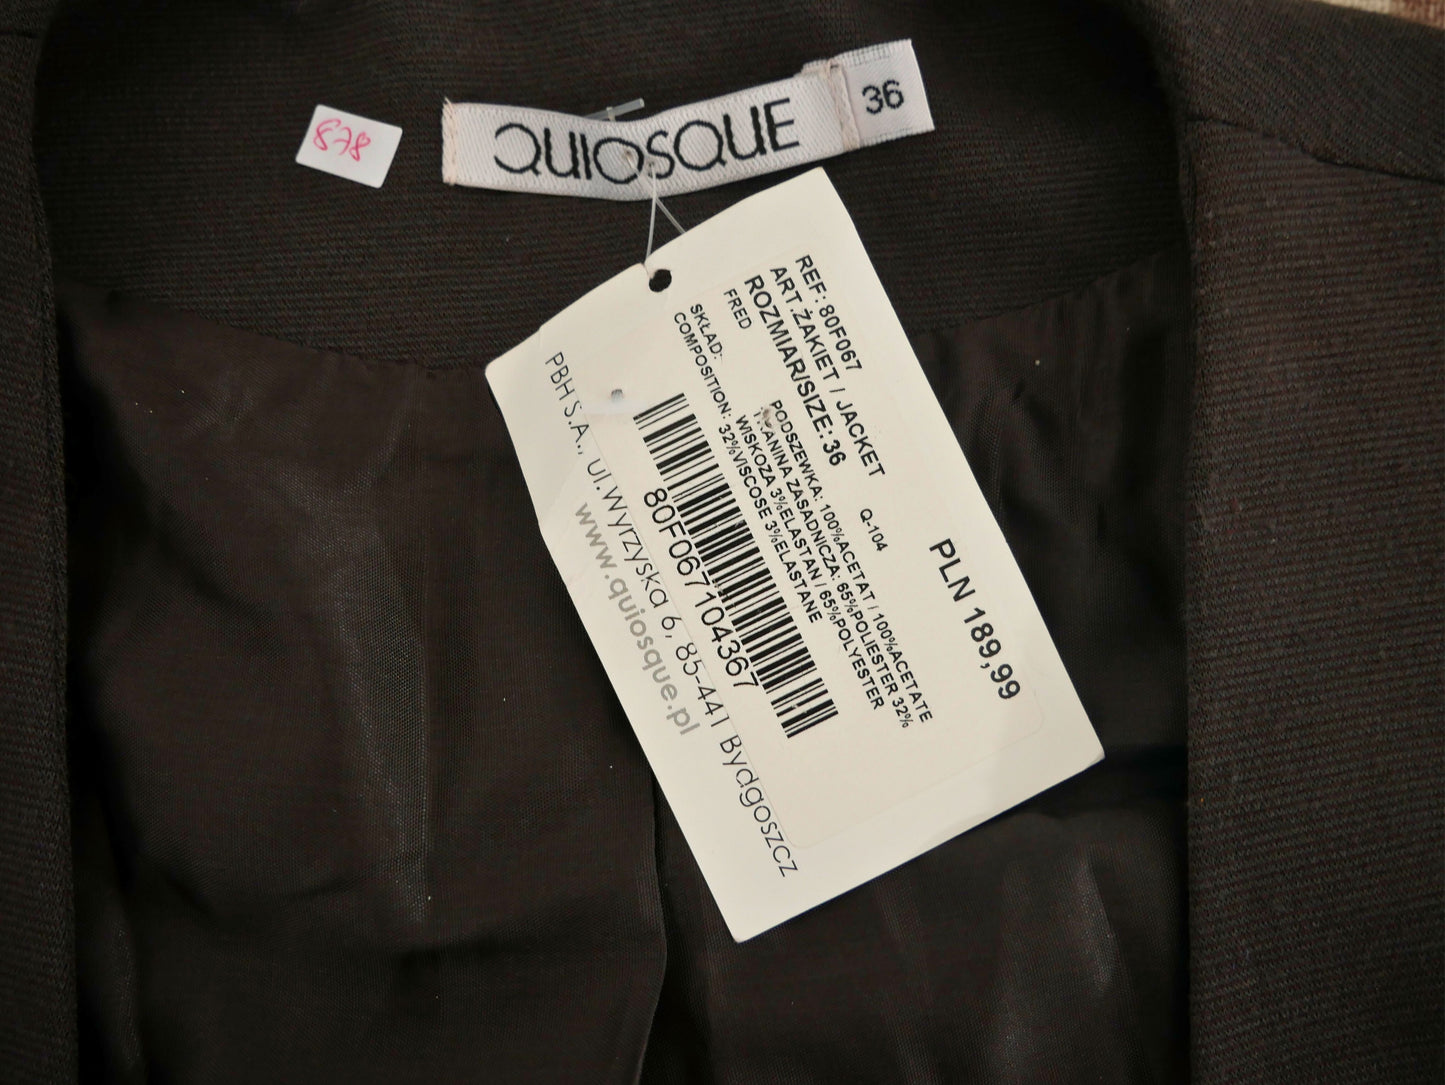 878
QUIOSQUE
36
PLN 189,99
REF: 80F067
ART.ŻAKIET / JACKET
ROZMIAR/SIZE: 36
FRED
Q-104
SKŁAD:
COMPOSITION:
PODSZEWKA: 100%ACETAT / 100%ACETATE
TKANINA ZASADNICZA: 65%POLIESTER 32%
WISKOZA 3%ELASTAN / 65%POLYESTER
32%VISCOSE 3%ELASTANE
80F067104367
PBH S.A., ul. Wyrzyska 6, 85-441 Bydgoszcz
www.quiosque.pl